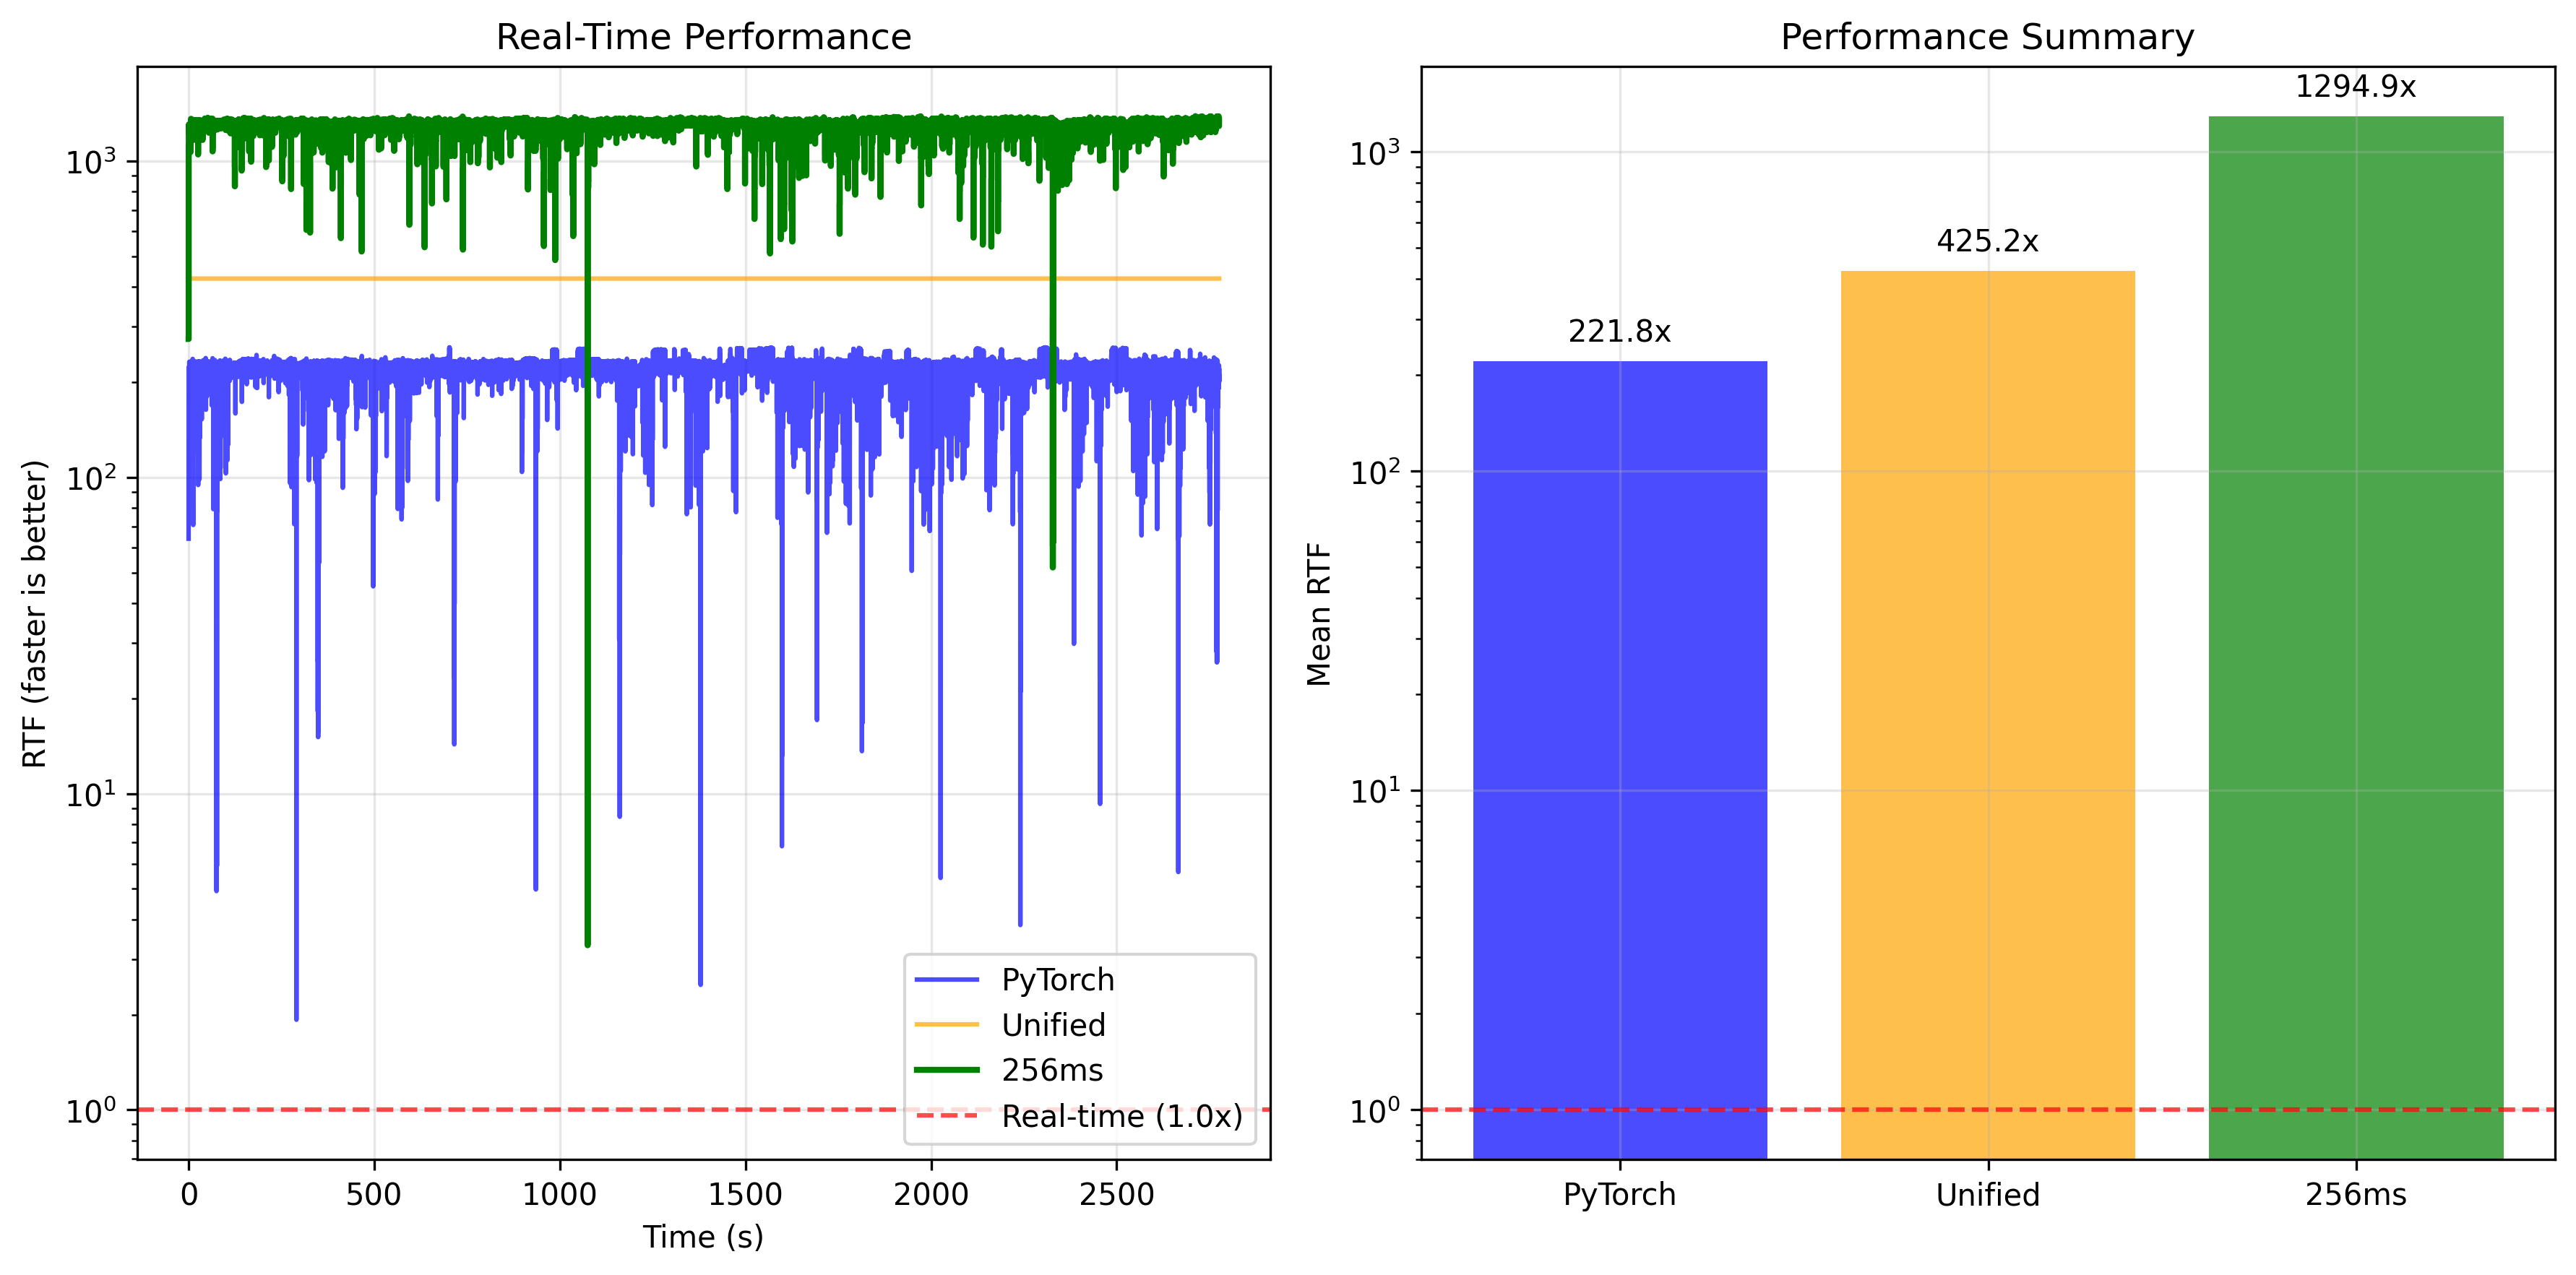 Real-Time Performance
RTF (faster is better)
10³
10²
10¹
10⁰
0 500 1000 1500 2000 2500
Time (s)
PyTorch
Unified
256ms
Real-time (1.0x)
Performance Summary
Mean RTF
10³
10²
10¹
10⁰
221.8x
425.2x
1294.9x
PyTorch Unified 256ms